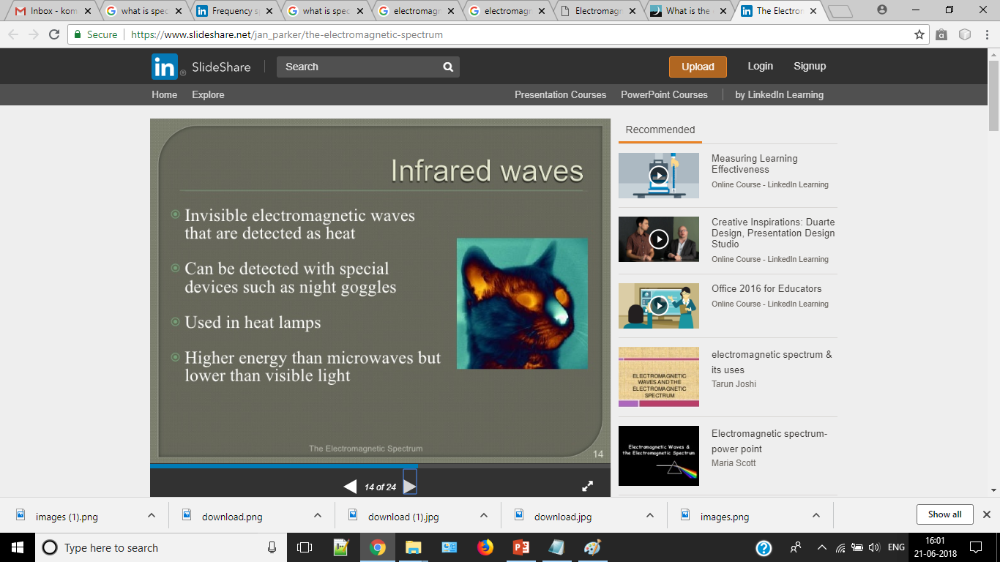 Inbox - kom
what is spec
Frequency s
what is spec
electromagn
electromagn
Electromagn
What is the
The Electron
Secure
https://www.slideshare.net/jan_parker/the-electromagnetic-spectrum
in SlideShare
Search
Upload
Login
Signup
Home
Explore
Presentation Courses
PowerPoint Courses
by LinkedIn Learning
Infrared waves
Invisible electromagnetic waves
that are detected as heat
Can be detected with special
devices such as night goggles
Used in heat lamps
Higher energy than microwaves but
lower than visible light
The Electromagnetic Spectrum
14
14 of 24
Recommended
Measuring Learning
Effectiveness
Online Course - LinkedIn Learning
Creative Inspirations: Duarte
Design, Presentation Design
Studio
Online Course - LinkedIn Learning
Office 2016 for Educators
Online Course - LinkedIn Learning
ELECTROMAGNETIC
WAVES AND THE
ELECTROMAGNETIC
SPECTRUM
electromagnetic spectrum &
its uses
Tarun Joshi
Electromagnetic Waves &
the Electromagnetic Spectrum
Electromagnetic spectrum-
power point
Maria Scott
images (1).png
download.png
download (1).jpg
download.jpg
images.png
Show all
Type here to search
ENG
16:01
21-06-2018